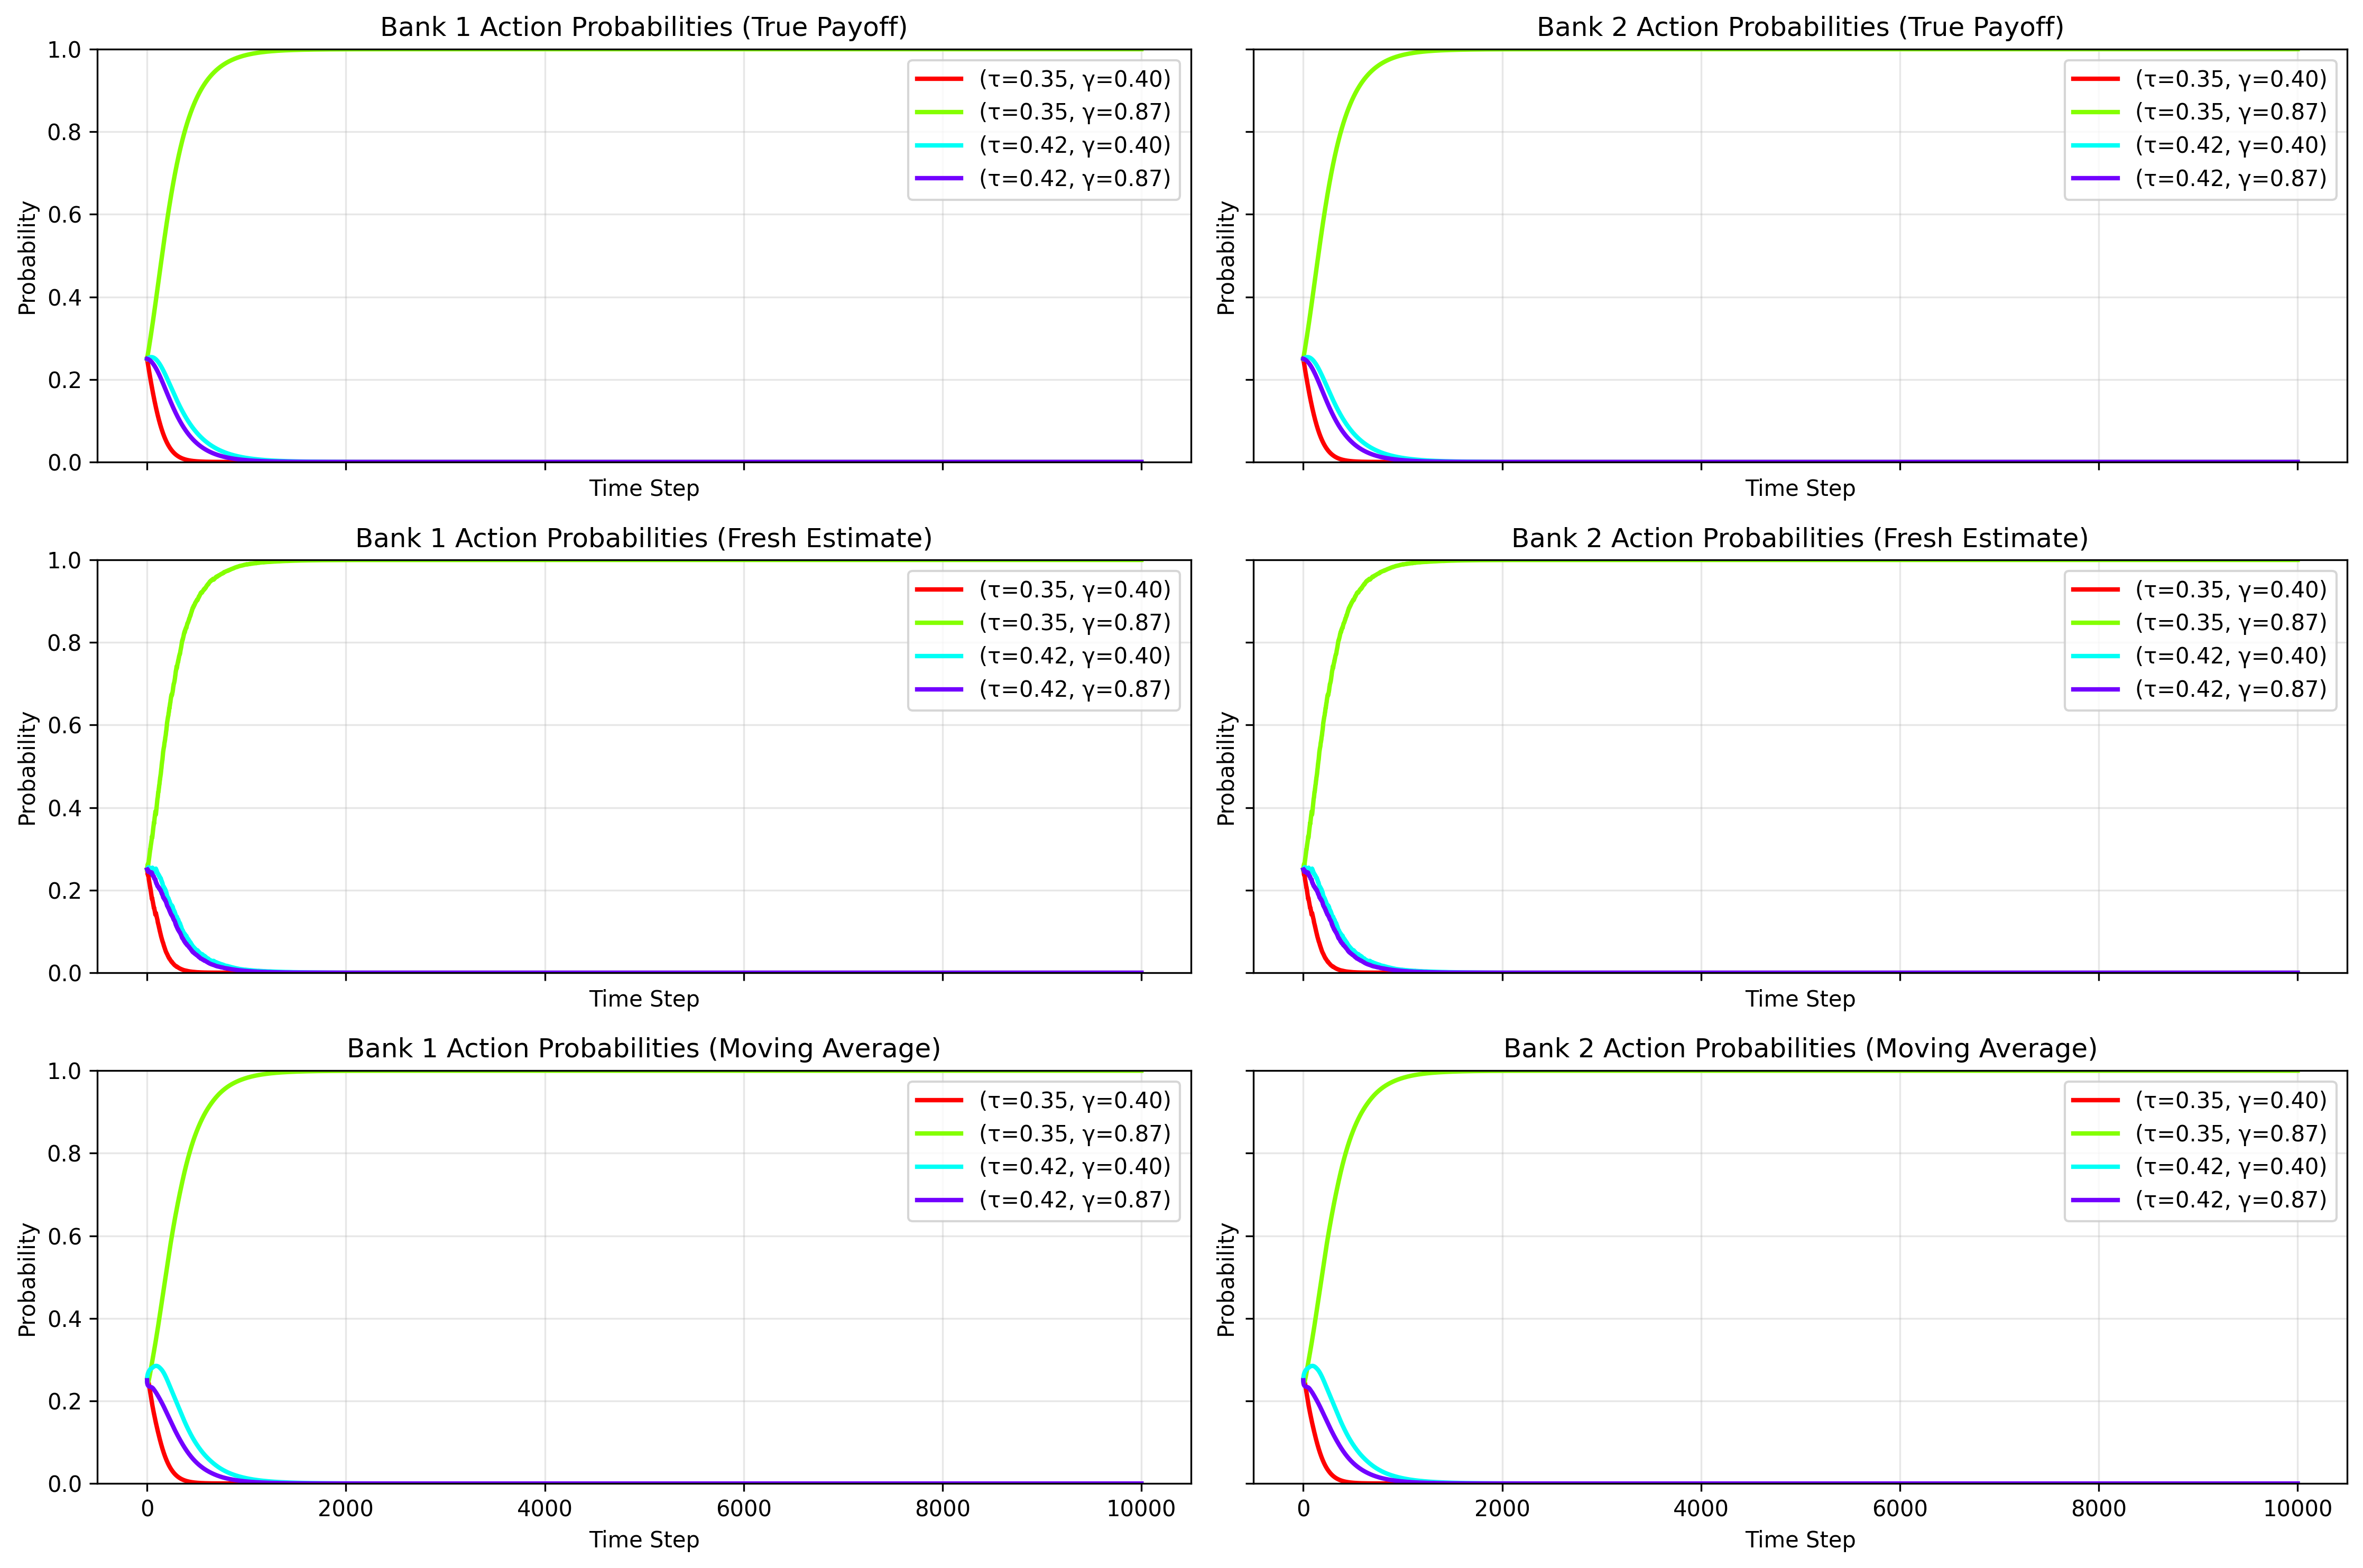 Bank 1 Action Probabilities (True Payoff)
1.0
0.8
0.6
0.4
0.2
0.0
Probability
(τ=0.35, γ=0.40)
(τ=0.35, γ=0.87)
(τ=0.42, γ=0.40)
(τ=0.42, γ=0.87)
Time Step
Bank 2 Action Probabilities (True Payoff)
Probability
(τ=0.35, γ=0.40)
(τ=0.35, γ=0.87)
(τ=0.42, γ=0.40)
(τ=0.42, γ=0.87)
Time Step
Bank 1 Action Probabilities (Fresh Estimate)
1.0
0.8
0.6
0.4
0.2
0.0
Probability
(τ=0.35, γ=0.40)
(τ=0.35, γ=0.87)
(τ=0.42, γ=0.40)
(τ=0.42, γ=0.87)
Time Step
Bank 2 Action Probabilities (Fresh Estimate)
Probability
(τ=0.35, γ=0.40)
(τ=0.35, γ=0.87)
(τ=0.42, γ=0.40)
(τ=0.42, γ=0.87)
Time Step
Bank 1 Action Probabilities (Moving Average)
1.0
0.8
0.6
0.4
0.2
0.0
Probability
(τ=0.35, γ=0.40)
(τ=0.35, γ=0.87)
(τ=0.42, γ=0.40)
(τ=0.42, γ=0.87)
0 2000 4000 6000 8000 10000
Time Step
Bank 2 Action Probabilities (Moving Average)
Probability
(τ=0.35, γ=0.40)
(τ=0.35, γ=0.87)
(τ=0.42, γ=0.40)
(τ=0.42, γ=0.87)
0 2000 4000 6000 8000 10000
Time Step